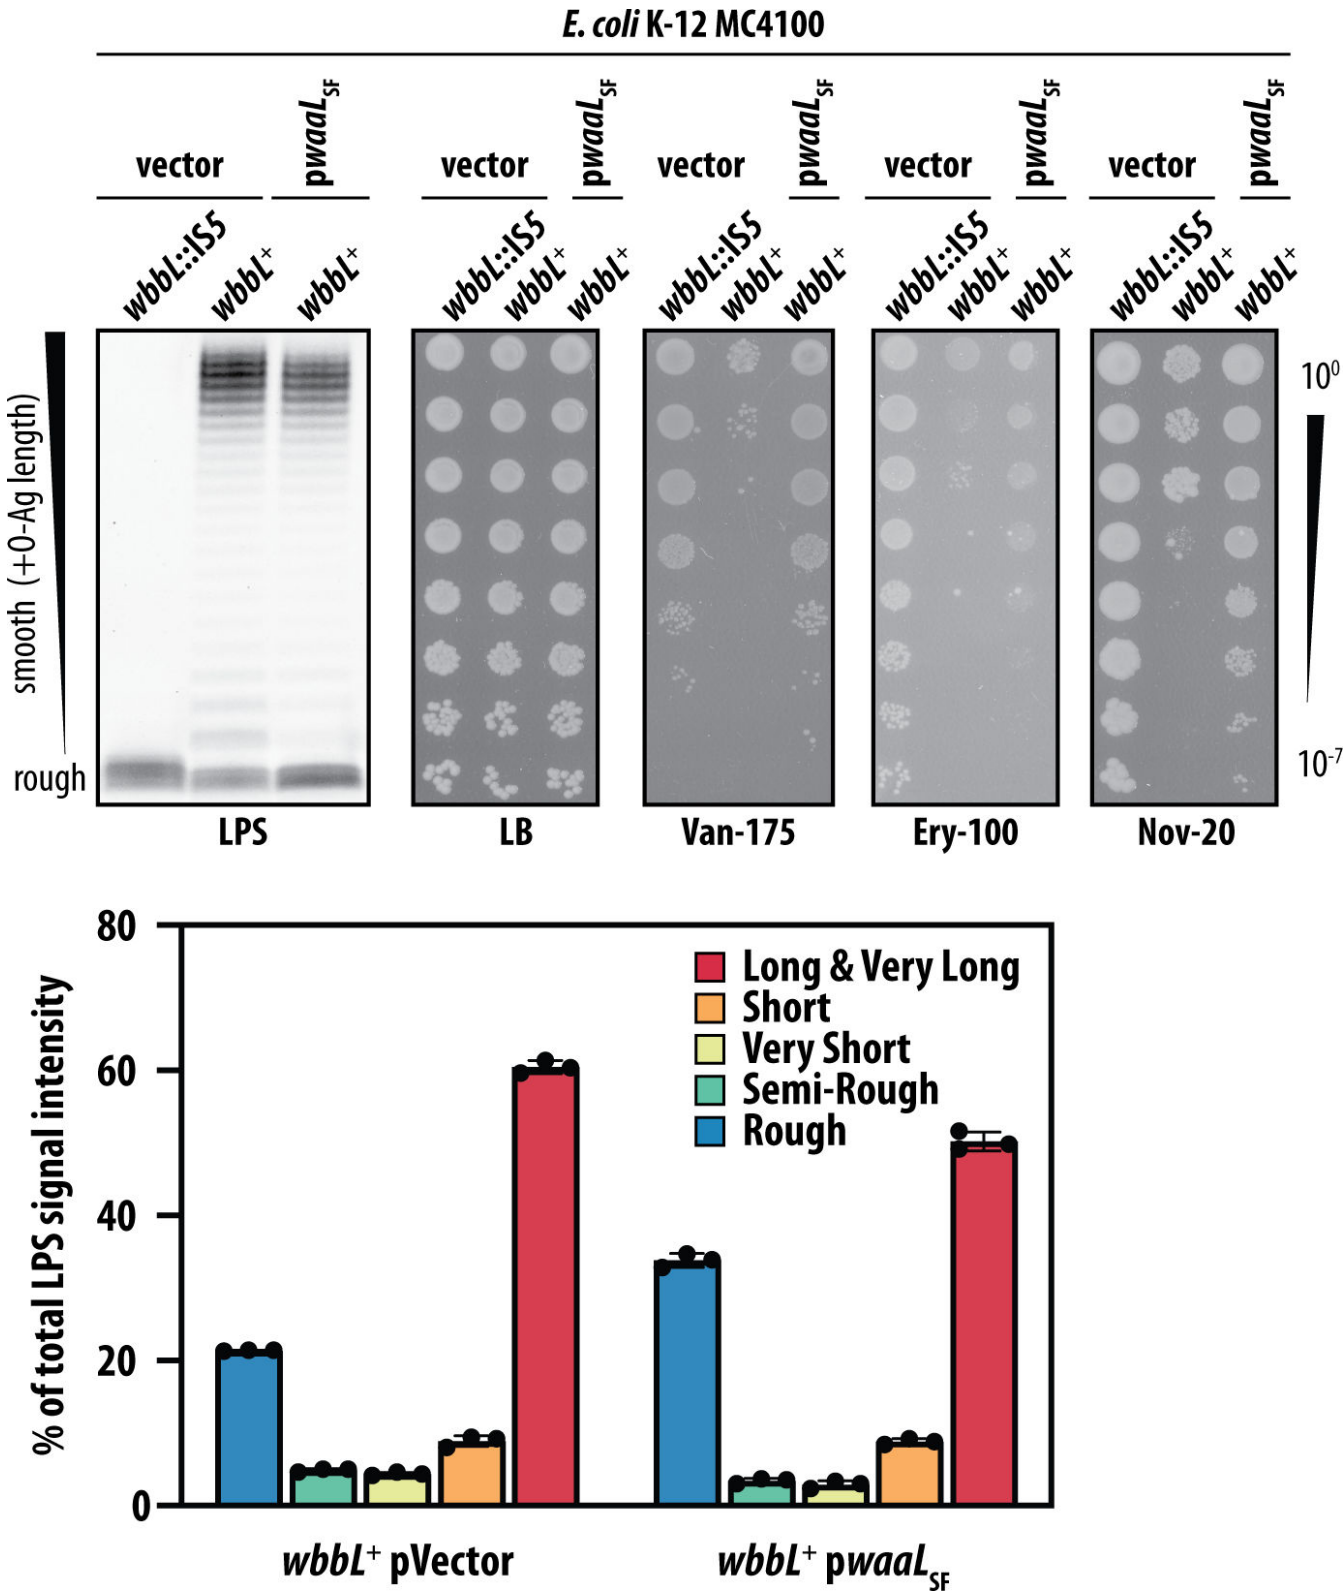 E. coli K-12 MC4100
vector
pwaaLSF
vector
pwaaLSF
vector
pwaaLSF
vector
pwaaLSF
vector
pwaaLSF
wbbL::IS5
wbbL+
wbbL+
wbbL::IS5
wbbL+
wbbL+
wbbL::IS5
wbbL+
wbbL+
wbbL::IS5
wbbL+
wbbL+
wbbL::IS5
wbbL+
wbbL+
smooth (+O-Ag length)
rough
10⁰
10⁻⁷
LPS
LB
Van-175
Ery-100
Nov-20
% of total LPS signal intensity
80
60
40
20
0
Long & Very Long
Short
Very Short
Semi-Rough
Rough
wbbL+ pVector
wbbL+ pwaaLSF